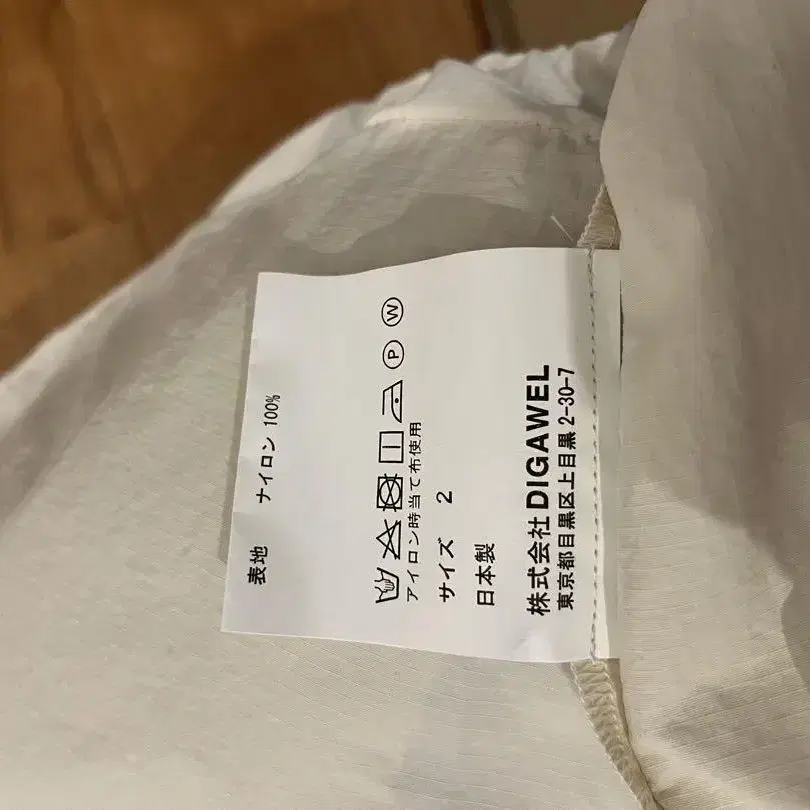 表地 ナイロン 100%
P W
アイロン時当て布使用
サイズ 2
日本製
株式会社 DIGAWEL
東京都目黒区上目黒 2-30-7